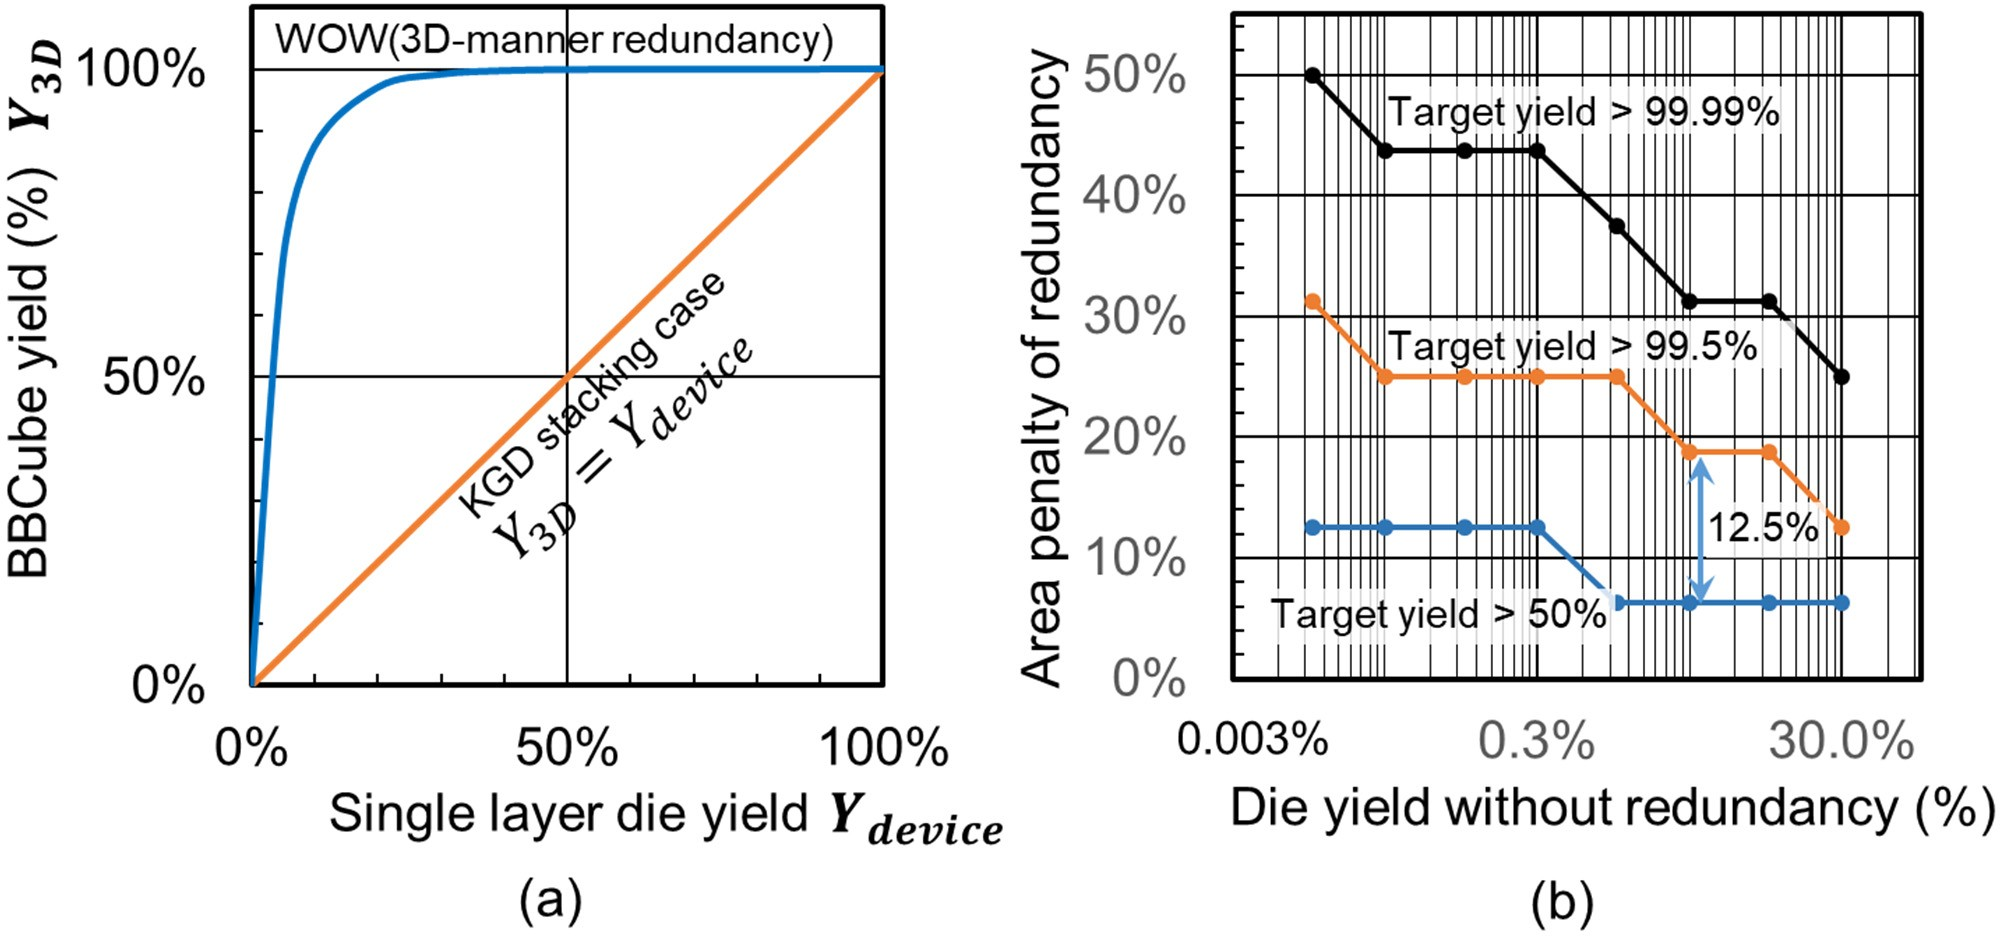 WOW(3D-manner redundancy)
BBCube yield (%) Y3D
100%
50%
0%
KGD stacking case
Y3D = Ydevice
0%
50%
100%
Single layer die yield Ydevice
(a)
Area penalty of redundancy
50%
40%
30%
20%
10%
0%
Target yield > 99.99%
Target yield > 99.5%
12.5%
Target yield > 50%
0.003%
0.3%
30.0%
Die yield without redundancy (%)
(b)